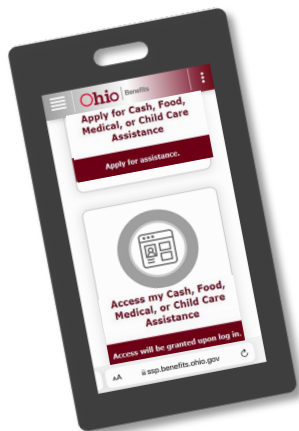 Ohio Benefits
Apply for Cash, Food,
Medical, or Child Care
Assistance
Apply for assistance.
Access my Cash, Food,
Medical, or Child Care
Assistance
Access will be granted upon log in.
AA ssp.benefits.ohio.gov